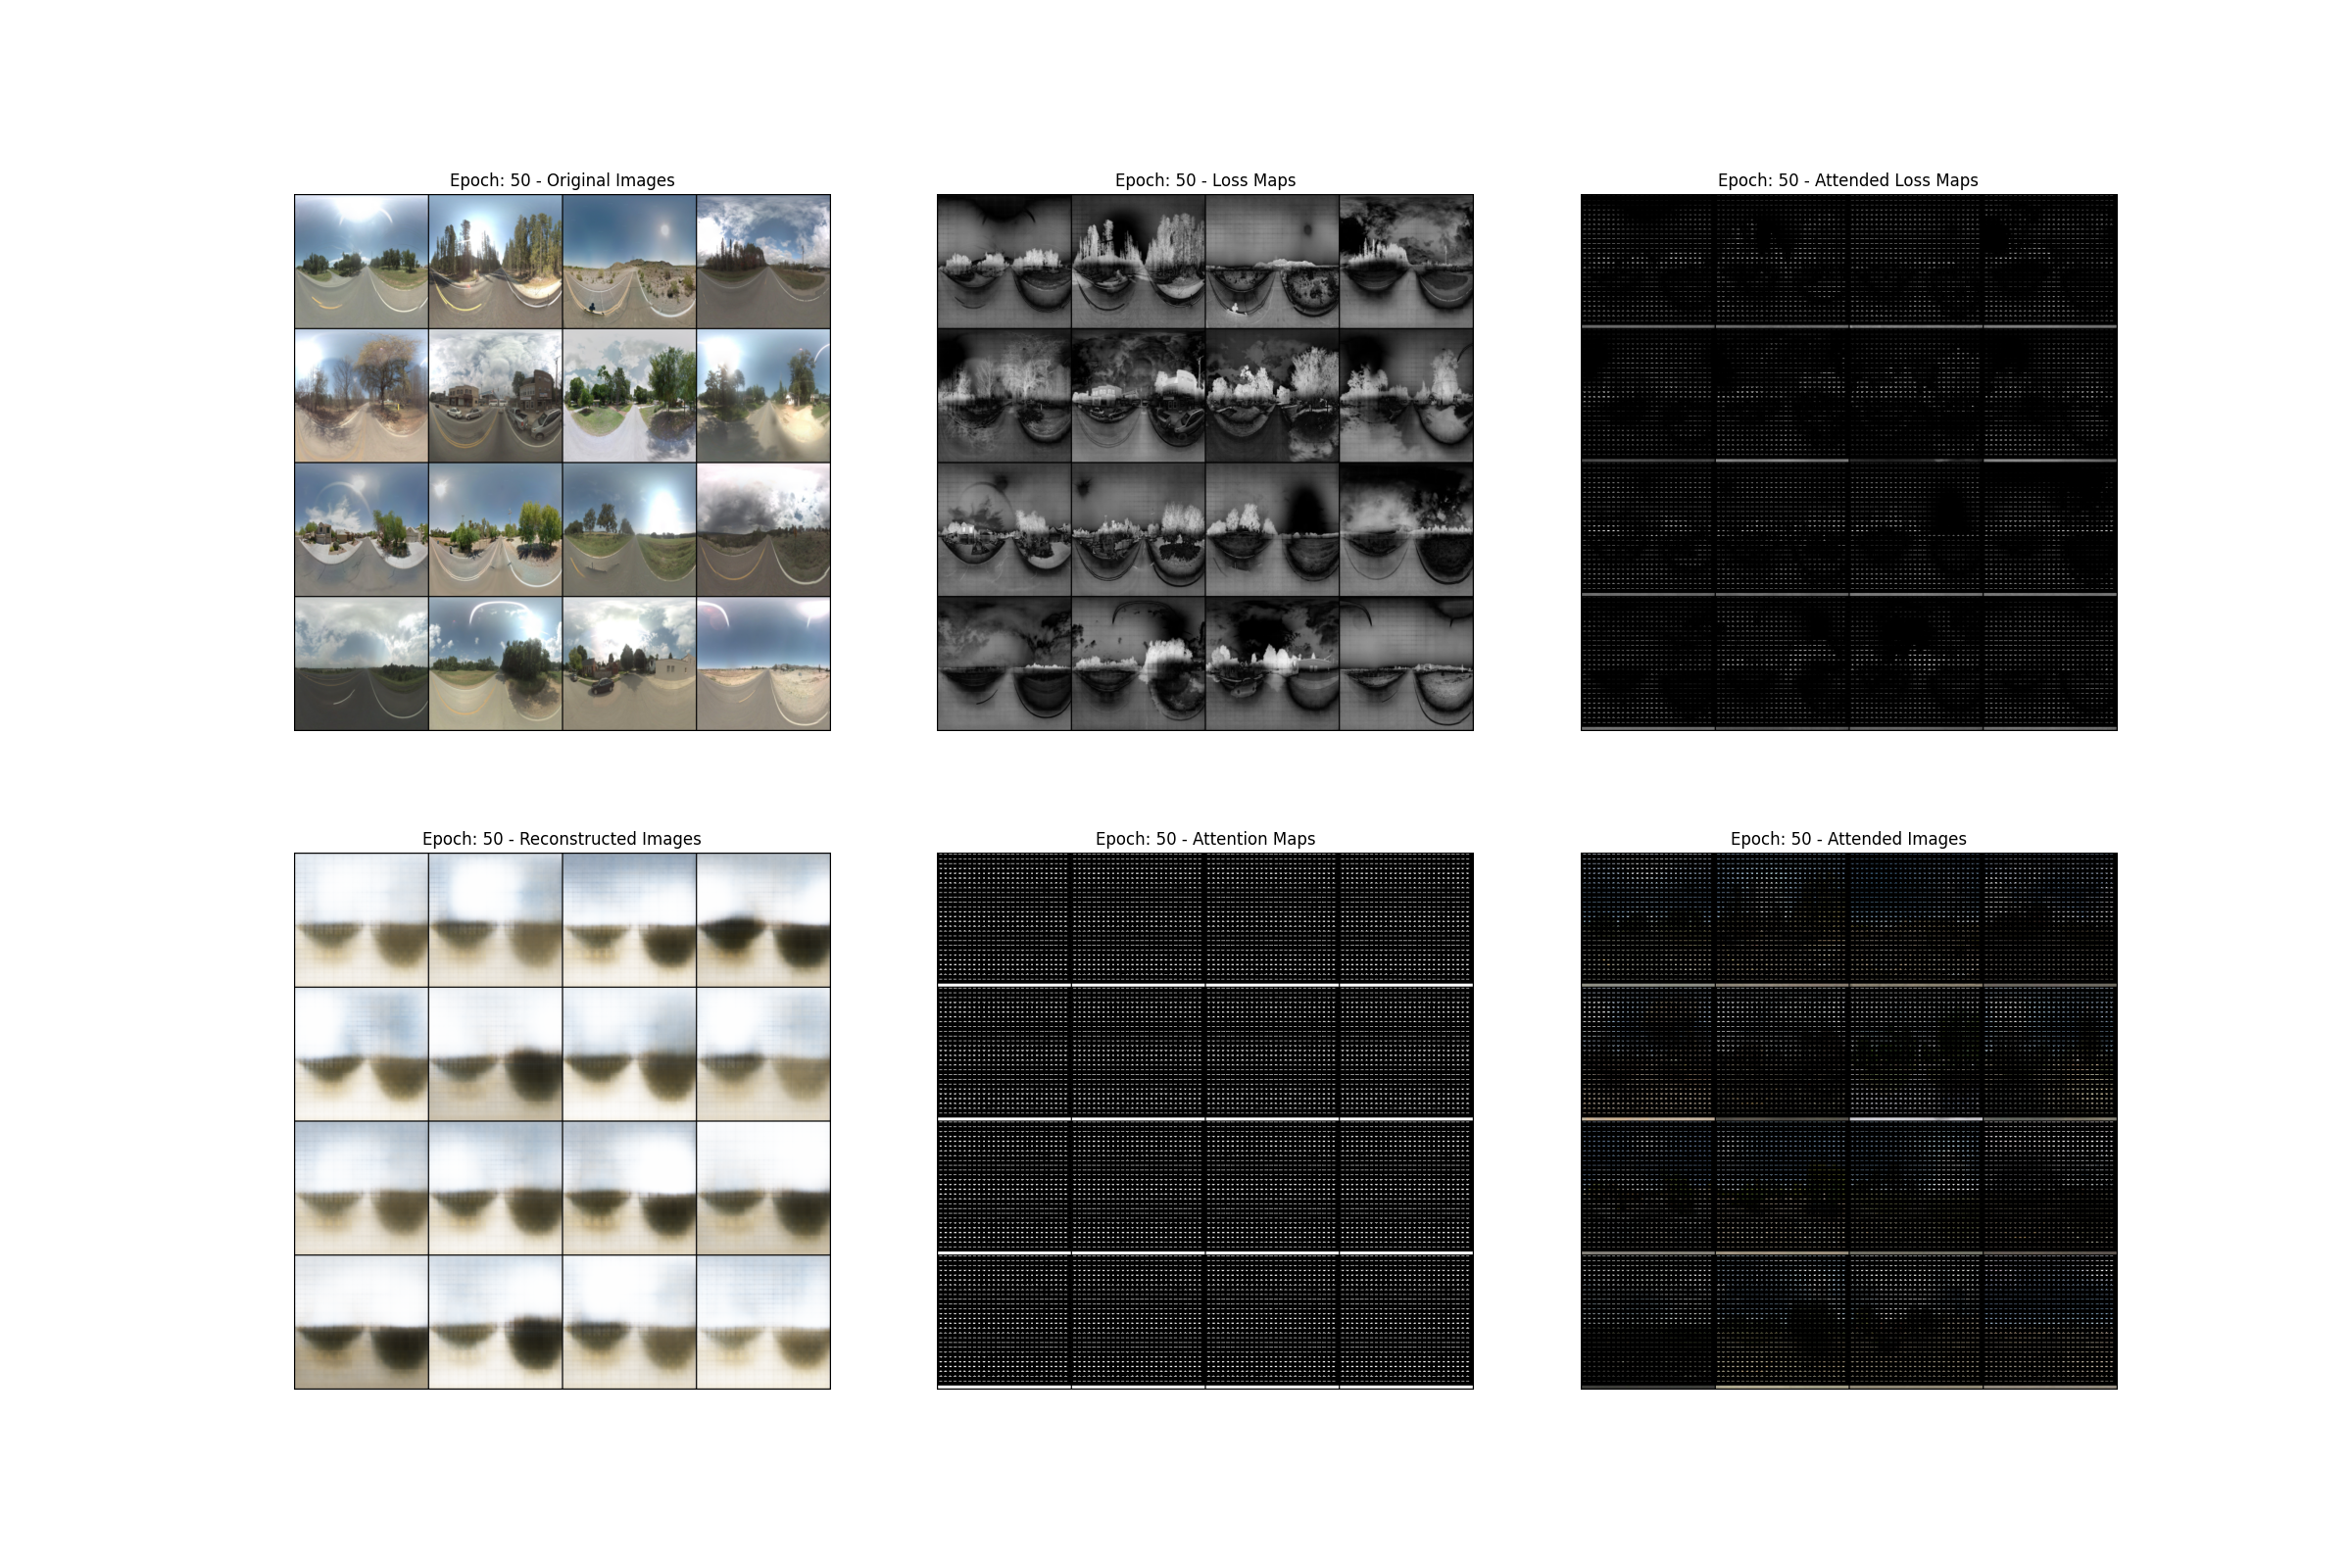 Epoch: 50 - Original Images
Epoch: 50 - Loss Maps
Epoch: 50 - Attended Loss Maps
Epoch: 50 - Reconstructed Images
Epoch: 50 - Attention Maps
Epoch: 50 - Attended Images